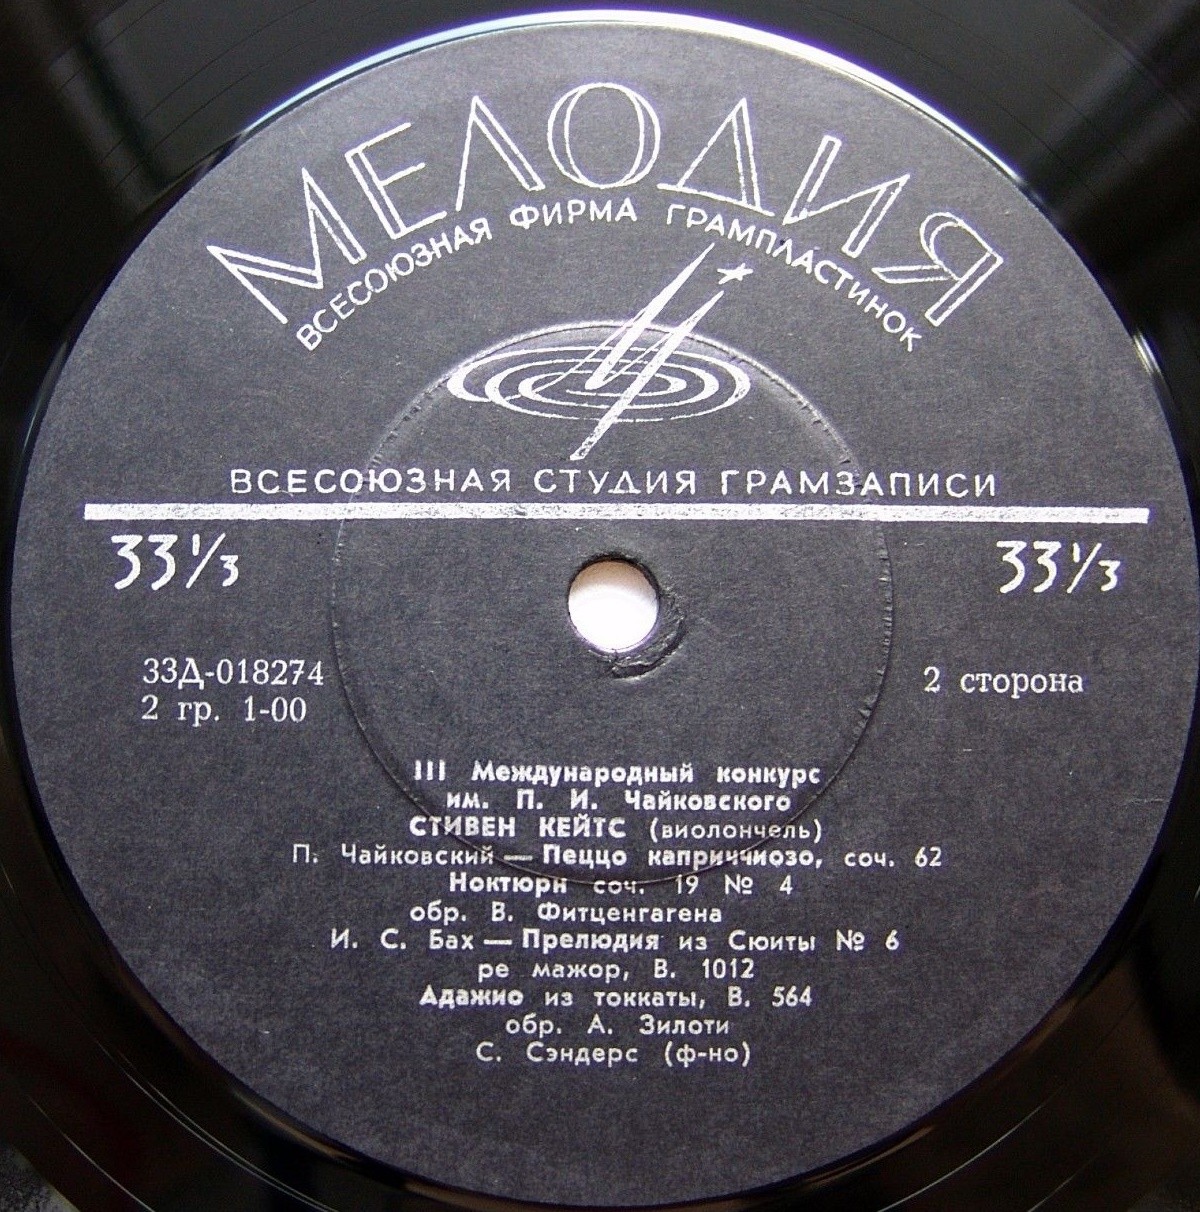 МЕЛОДИЯ
ВСЕСОЮЗНАЯ ФИРМА ГРАМПЛАСТИНОК
ВСЕСОЮЗНАЯ СТУДИЯ ГРАМЗАПИСИ
33⅓ 33⅓
33Д-018274
2 гр. 1-00
2 сторона
III Международный конкурс
им. П. И. Чайковского
СТИВЕН КЕЙТС (виолончель)
П. Чайковский — Пеццо каприччиозо, соч. 62
Ноктюрн соч. 19 № 4
обр. В. Фитценгагена
И. С. Бах — Прелюдия из Сюиты № 6
ре мажор, В. 1012
Адажио из токкаты, В. 564
обр. А. Зилоти
С. Сэндерс (ф-но)